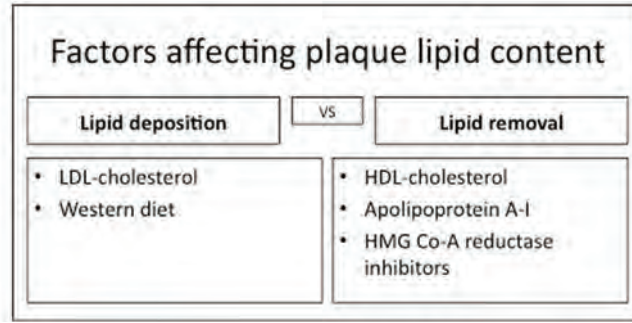 Factors affecting plaque lipid content
Lipid deposition
VS
Lipid removal
• LDL-cholesterol
• Western diet
• HDL-cholesterol
• Apolipoprotein A-I
• HMG Co-A reductase
inhibitors